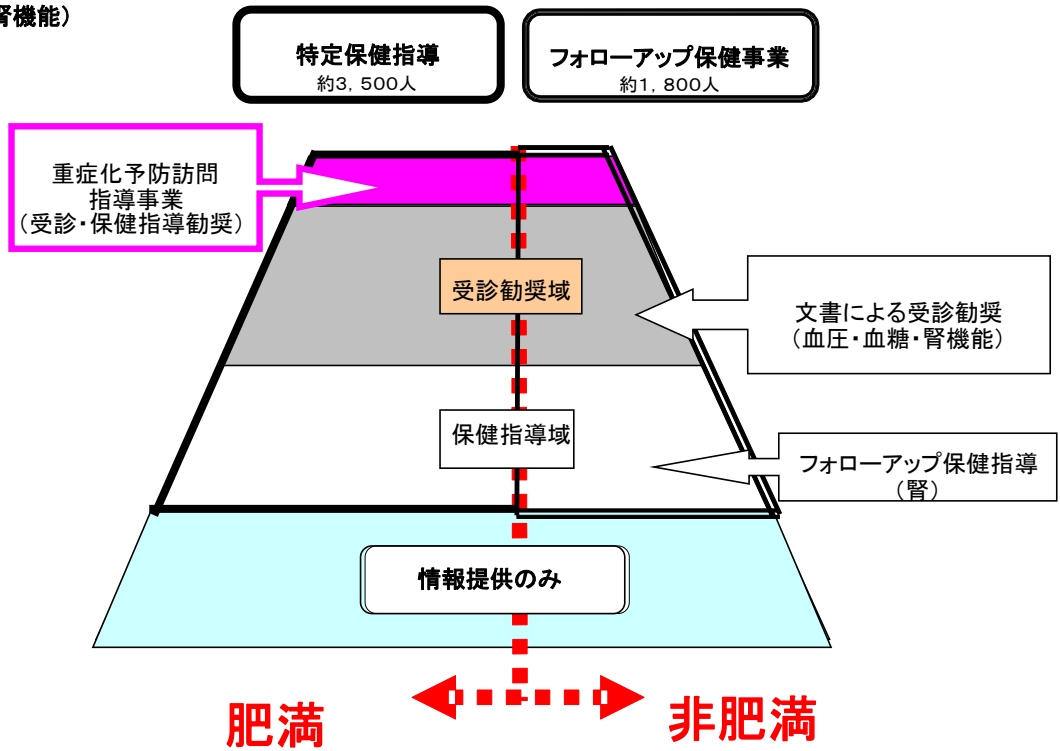 腎機能）
特定保健指導
約3，500人
フォローアップ保健事業
約1，800人
重症化予防訪問
指導事業
（受診・保健指導勧奨）
受診勧奨域
文書による受診勧奨
（血圧・血糖・腎機能）
保健指導域
フォローアップ保健指導
（腎）
情報提供のみ
肥満
非肥満